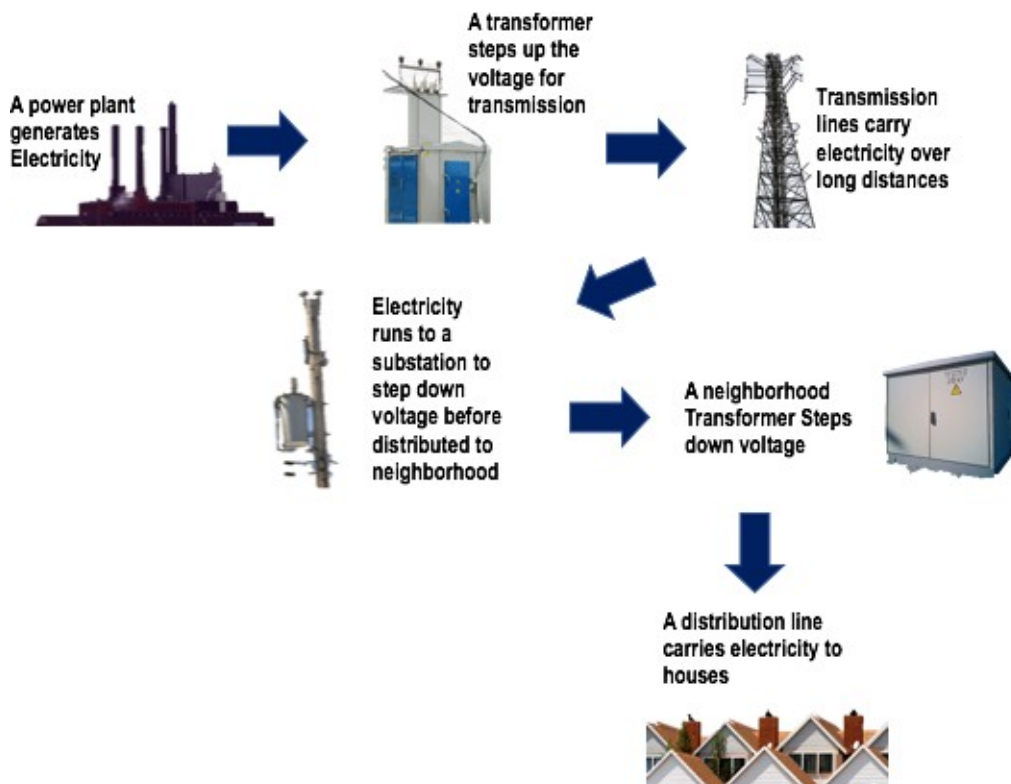 A power plant
generates
Electricity
A transformer
steps up the
voltage for
transmission
Transmission
lines carry
electricity over
long distances
Electricity
runs to a
substation to
step down
voltage before
distributed to
neighborhood
A neighborhood
Transformer Steps
down voltage
A distribution line
carries electricity to
houses